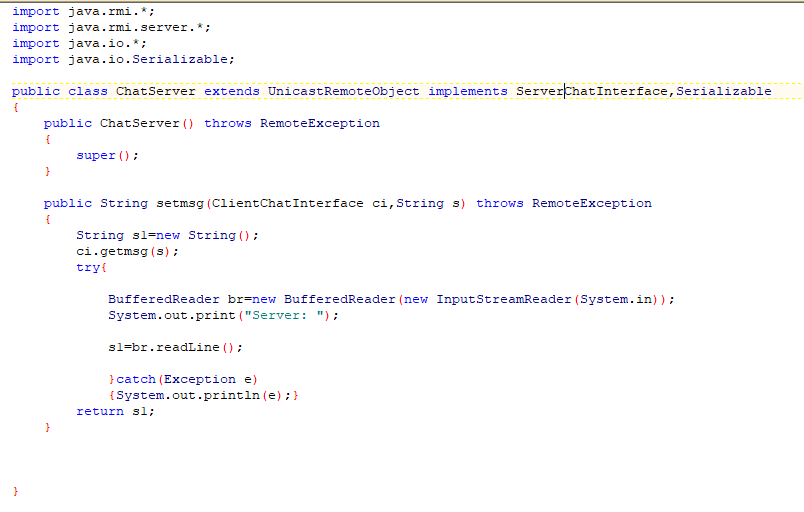 import java.rmi.*;
import java.rmi.server.*;
import java.io.*;
import java.io.Serializable;
public class ChatServer extends UnicastRemoteObject implements ServerChatInterface,Serializable
{
public ChatServer() throws RemoteException
{
super();
}
public String setmsg(ClientChatInterface ci,String s) throws RemoteException
{
String s1=new String();
ci.getmsg(s);
try{
BufferedReader br=new BufferedReader(new InputStreamReader(System.in));
System.out.print("Server: ");
s1=br.readLine();
}catch(Exception e)
{System.out.println(e);}
return s1;
}
}